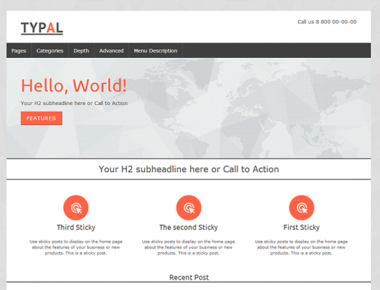 TYPAL
Call us 8 800 00-00-00
Pages Categories Depth Advanced Menu Description
Hello, World!
Your H2 subheadline here or Call to Action
FEATURES
Your H2 subheadline here or Call to Action
Third Sticky The second Sticky First Sticky
Use sticky posts to display on the home page Use sticky posts to display on the home page Use sticky posts to display on the home page
about the features of your business or new about the features of your business or new about the features of your business or new
products. This is a sticky post. products. This is a sticky post. products. This is a sticky post.
Recent Post